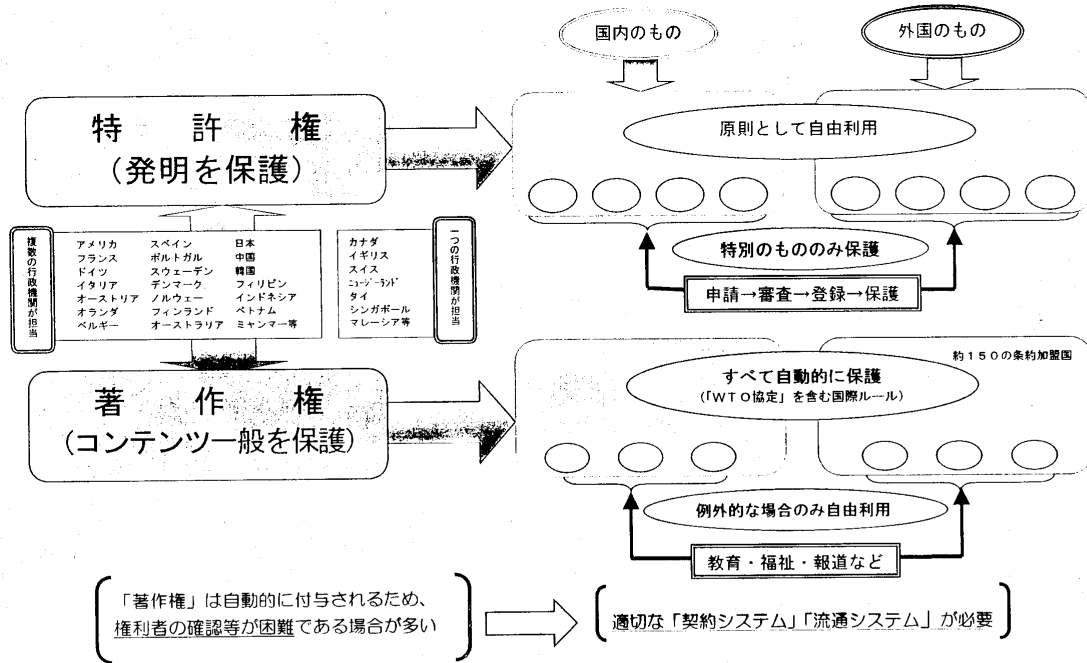 国内のもの
外国のもの
特 許 権
(発明を保護)
原則として自由利用
特別のもののみ保護
申請→審査→登録→保護
複数の行政機関が担当
アメリカ スペイン 日本
フランス ポルトガル 中国
ドイツ スウェーデン 韓国
イタリア デンマーク フィリピン
オーストリア ノルウェー インドネシア
オランダ フィンランド ベトナム
ベルギー オーストラリア ミャンマー等
カナダ
イギリス
スイス
ニュージーランド
タイ
シンガポール
マレーシア等
一つの行政機関が担当
著 作 権
(コンテンツ一般を保護)
約150の条約加盟国
すべて自動的に保護
(「WTO協定」を含む国際ルール)
例外的な場合のみ自由利用
教育・福祉・報道など
「著作権」は自動的に付与されるため、
権利者の確認等が困難である場合が多い
適切な「契約システム」「流通システム」が必要